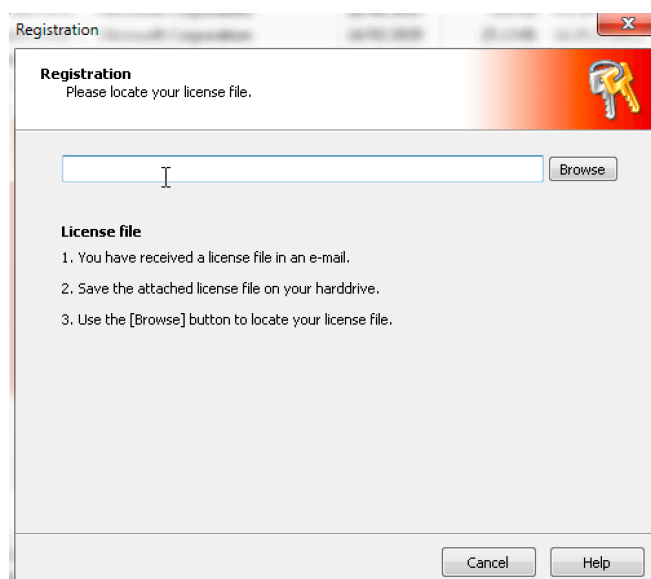 Registration
Registration
Please locate your license file.
Browse
License file
1. You have received a license file in an e-mail.
2. Save the attached license file on your harddrive.
3. Use the [Browse] button to locate your license file.
Cancel
Help